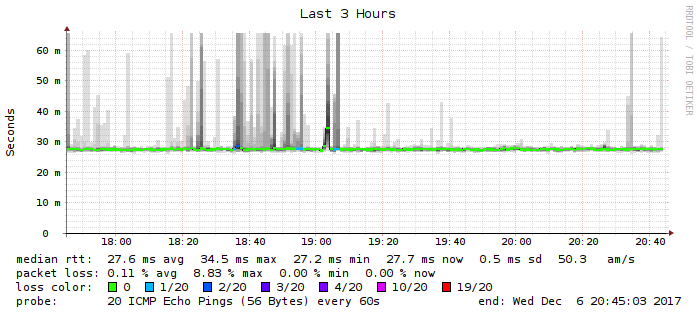 Last 3 Hours
RRDTOOL / TOBI OETIKER
Seconds
60 m
50 m
40 m
30 m
20 m
10 m
0
18:00 18:20 18:40 19:00 19:20 19:40 20:00 20:20 20:40
median rtt: 27.6 ms avg 34.5 ms max 27.2 ms min 27.7 ms now 0.5 ms sd 50.3 am/s
packet loss: 0.11 % avg 8.83 % max 0.00 % min 0.00 % now
loss color: 0 1/20 2/20 3/20 4/20 10/20 19/20
probe: 20 ICMP Echo Pings (56 Bytes) every 60s end: Wed Dec 6 20:45:03 2017